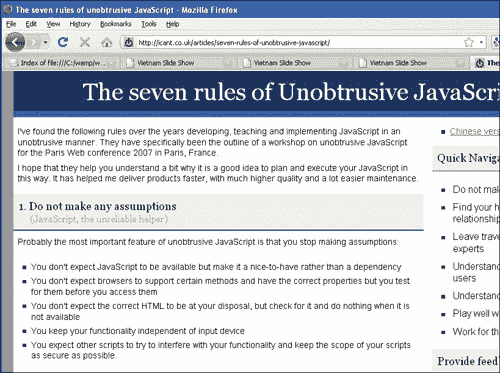 The seven rules of unobtrusive JavaScript - Mozilla Firefox
File Edit View History Bookmarks Tools Help
http://icant.co.uk/articles/seven-rules-of-unobtrusive-javascript/
Index of file:///C:/wamp/w...
Vietnam Slide Show
Vietnam Slide Show
Vietnam Slide Show
The
The seven rules of Unobtrusive JavaScri
I've found the following rules over the years developing, teaching and implementing JavaScript in an
unobtrusive manner. They have specifically been the outline of a workshop on unobtrusive JavaScript
for the Paris Web conference 2007 in Paris, France.
I hope that they help you understand a bit why it is a good idea to plan and execute your JavaScript in
this way. It has helped me deliver products faster, with much higher quality and a lot easier maintenance.
1. Do not make any assumptions
(JavaScript, the unreliable helper)
Probably the most important feature of unobtrusive JavaScript is that you stop making assumptions:
You don't expect JavaScript to be available but make it a nice-to-have rather than a dependency
You don't expect browsers to support certain methods and have the correct properties but you test
for them before you access them
You don't expect the correct HTML to be at your disposal, but check for it and do nothing when it is
not available
You keep your functionality independent of input device
You expect other scripts to try to interfere with your functionality and keep the scope of your scripts
as secure as possible.
Chinese vers
Quick Naviga
Do not mak
Find your h
relationship
Leave trave
experts
Understand
users
Understand
Play well w
Work for th
Provide feed